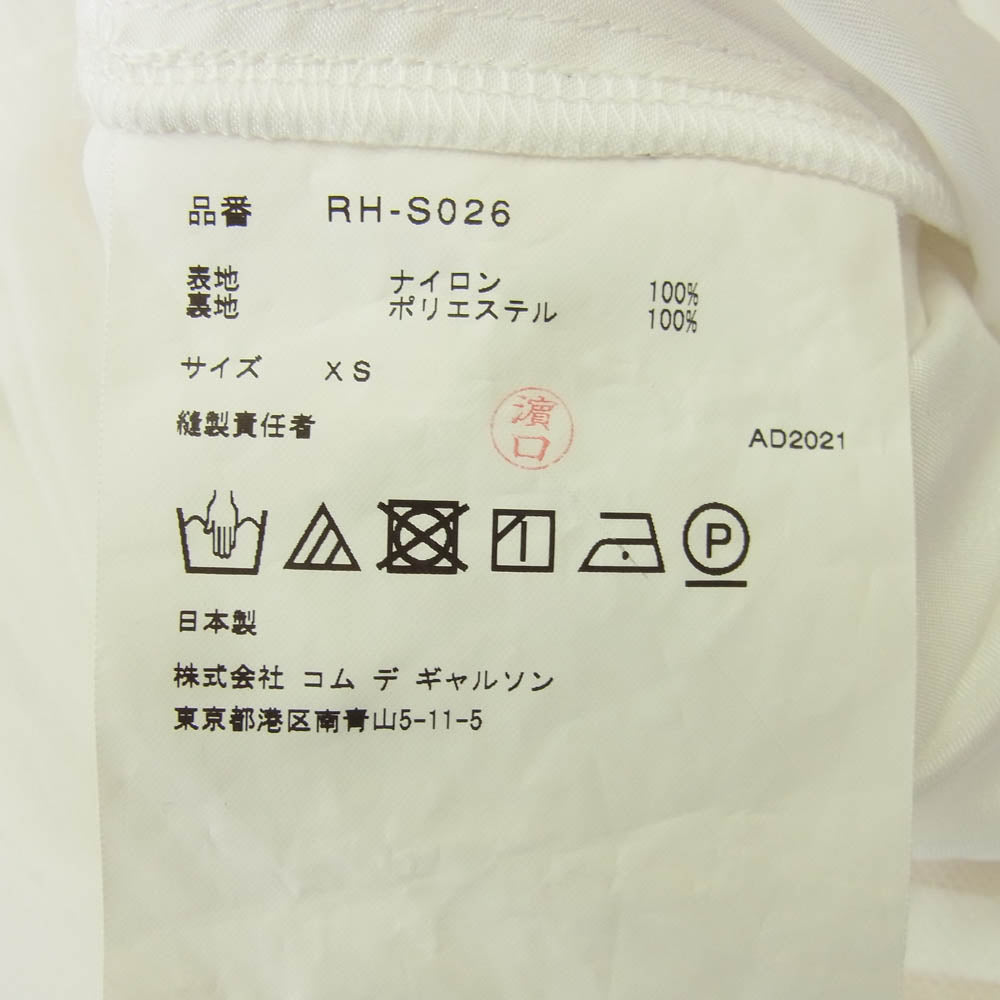 品番 RH-S026
表地 ナイロン 100%
裏地 ポリエステル 100%
サイズ XS
縫製責任者 濵口 AD2021
P
日本製
株式会社 コム デ ギャルソン
東京都港区南青山5-11-5